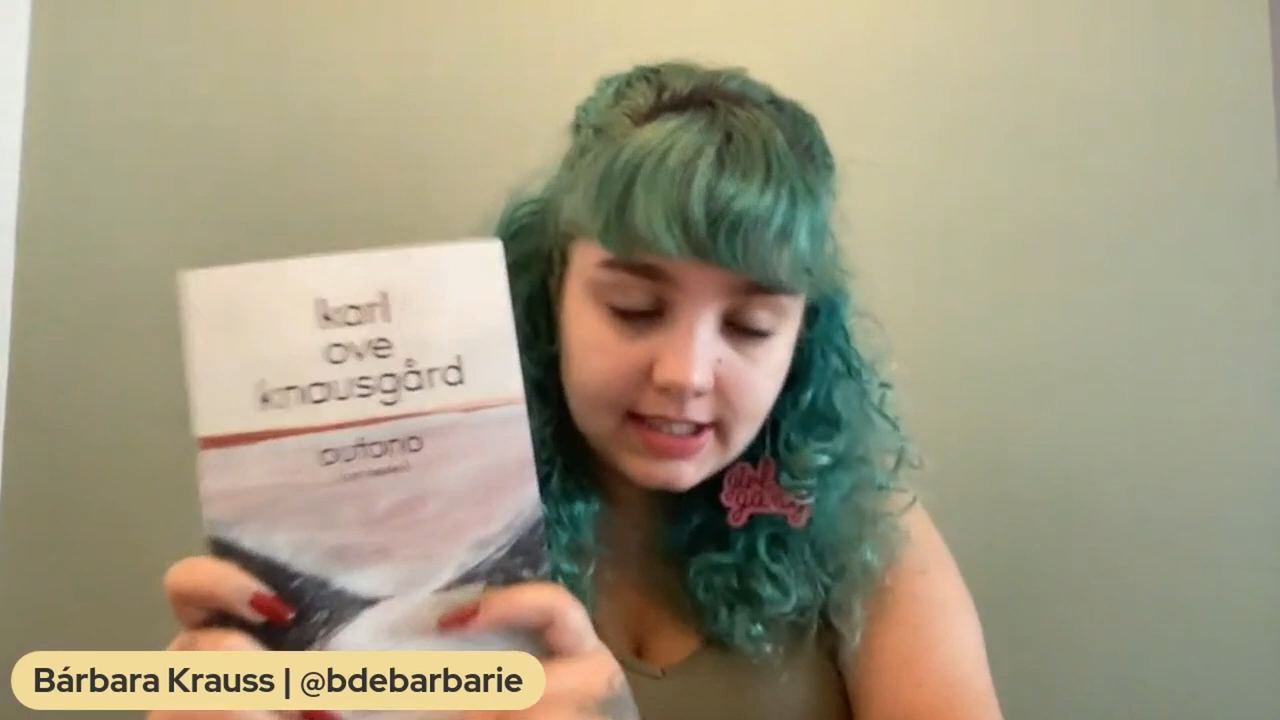 karl
ove
knausgård
outono
Bárbara Krauss | @bdebarbarie